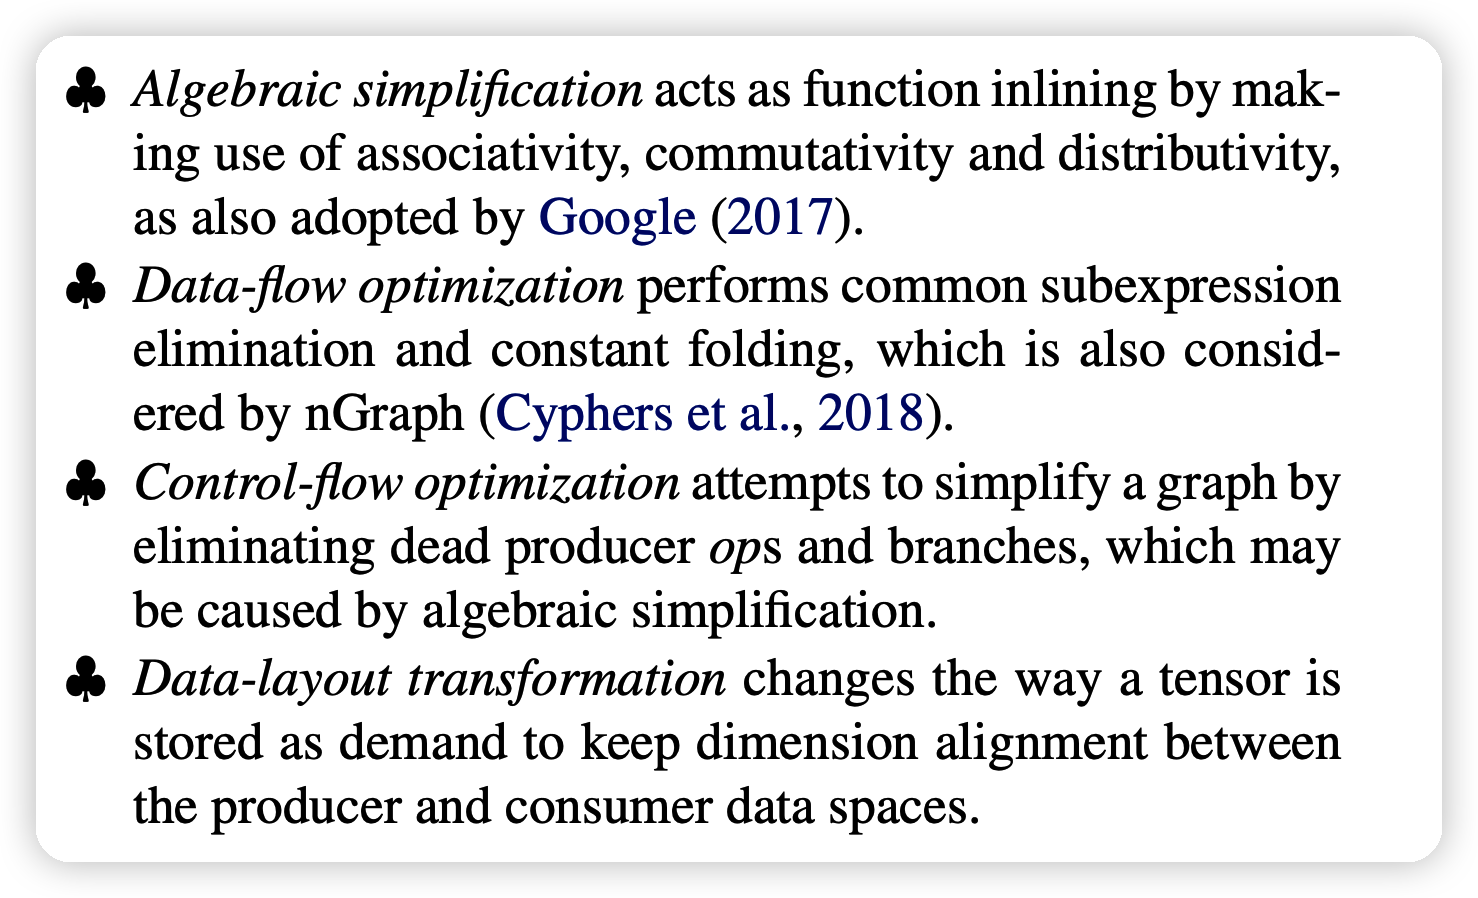 ♣ Algebraic simplification acts as function inlining by mak-
ing use of associativity, commutativity and distributivity,
as also adopted by Google (2017).
♣ Data-flow optimization performs common subexpression
elimination and constant folding, which is also consid-
ered by nGraph (Cyphers et al., 2018).
♣ Control-flow optimization attempts to simplify a graph by
eliminating dead producer ops and branches, which may
be caused by algebraic simplification.
♣ Data-layout transformation changes the way a tensor is
stored as demand to keep dimension alignment between
the producer and consumer data spaces.